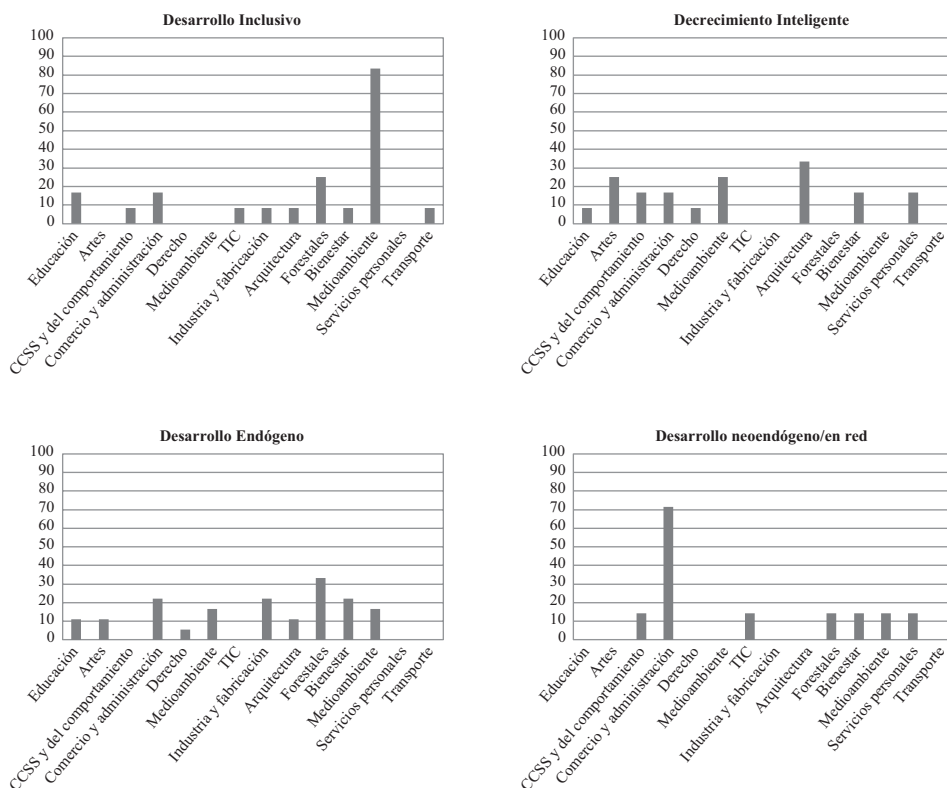 Desarrollo Inclusivo
100
90
80
70
60
50
40
30
20
10
0
Educación
Artes
CCSS y del comportamiento
Comercio y administración
Derecho
Medioambiente
TIC
Industria y fabricación
Arquitectura
Forestales
Bienestar
Medioambiente
Servicios personales
Transporte
Decrecimiento Inteligente
100
90
80
70
60
50
40
30
20
10
0
Educación
Artes
CCSS y del comportamiento
Comercio y administración
Derecho
Medioambiente
TIC
Industria y fabricación
Arquitectura
Forestales
Bienestar
Medioambiente
Servicios personales
Transporte
Desarrollo Endógeno
100
90
80
70
60
50
40
30
20
10
0
Educación
Artes
CCSS y del comportamiento
Comercio y administración
Derecho
Medioambiente
TIC
Industria y fabricación
Arquitectura
Forestales
Bienestar
Medioambiente
Servicios personales
Transporte
Desarrollo neoendógeno/en red
100
90
80
70
60
50
40
30
20
10
0
Educación
Artes
CCSS y del comportamiento
Comercio y administración
Derecho
Medioambiente
TIC
Industria y fabricación
Arquitectura
Forestales
Bienestar
Medioambiente
Servicios personales
Transporte